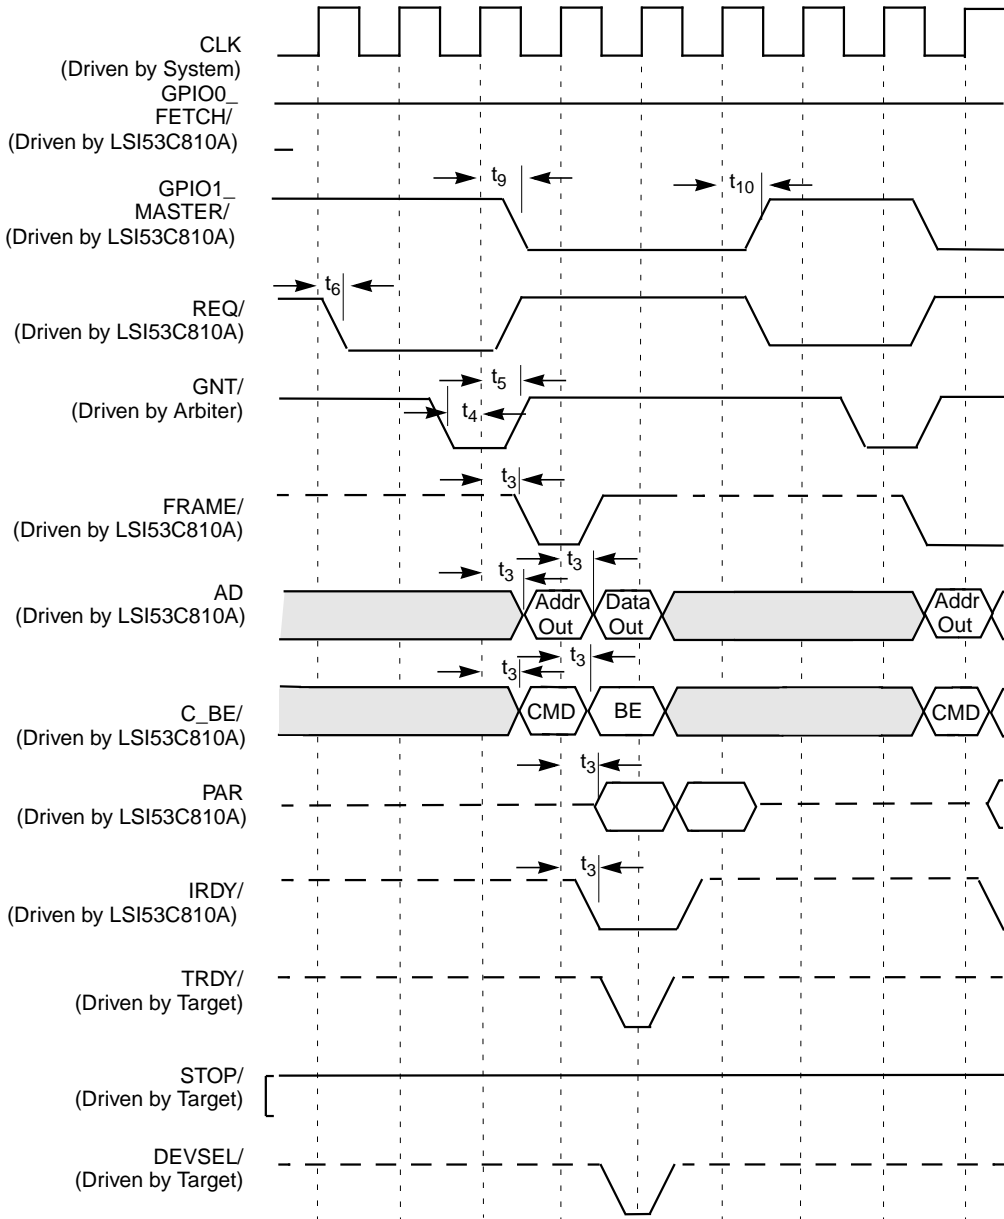 CLK
(Driven by System)
GPIO0_
FETCH/
(Driven by LSI53C810A)
t9
t10
GPIO1_
MASTER/
(Driven by LSI53C810A)
t6
REQ/
(Driven by LSI53C810A)
t5
GNT/
(Driven by Arbiter)
t4
t3
FRAME/
(Driven by LSI53C810A)
t3
t3
AD
(Driven by LSI53C810A)
Addr
Out
Data
Out
Addr
Out
t3
t3
C_BE/
(Driven by LSI53C810A)
CMD
BE
CMD
t3
PAR
(Driven by LSI53C810A)
t3
IRDY/
(Driven by LSI53C810A)
TRDY/
(Driven by Target)
STOP/
(Driven by Target)
DEVSEL/
(Driven by Target)